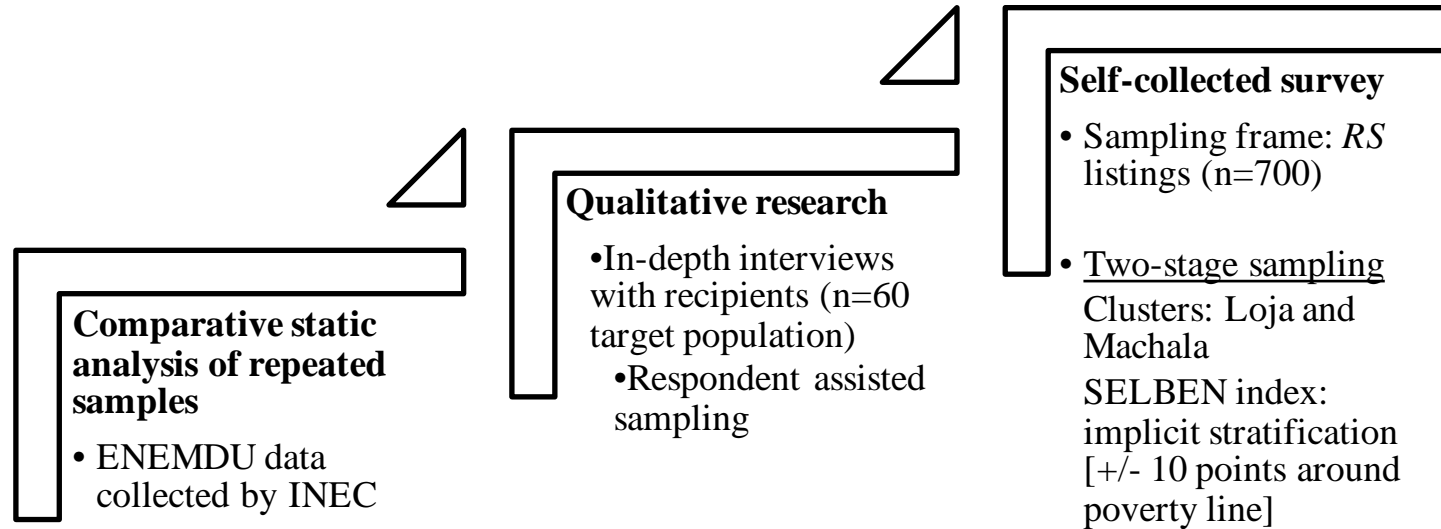 Comparative static
analysis of repeated
samples
• ENEMDU data
collected by INEC
Qualitative research
•In-depth interviews
with recipients (n=60
target population)
•Respondent assisted
sampling
Self-collected survey
• Sampling frame: RS
listings (n=700)
• Two-stage sampling
Clusters: Loja and
Machala
SELBEN index:
implicit stratification
[+/- 10 points around
poverty line]